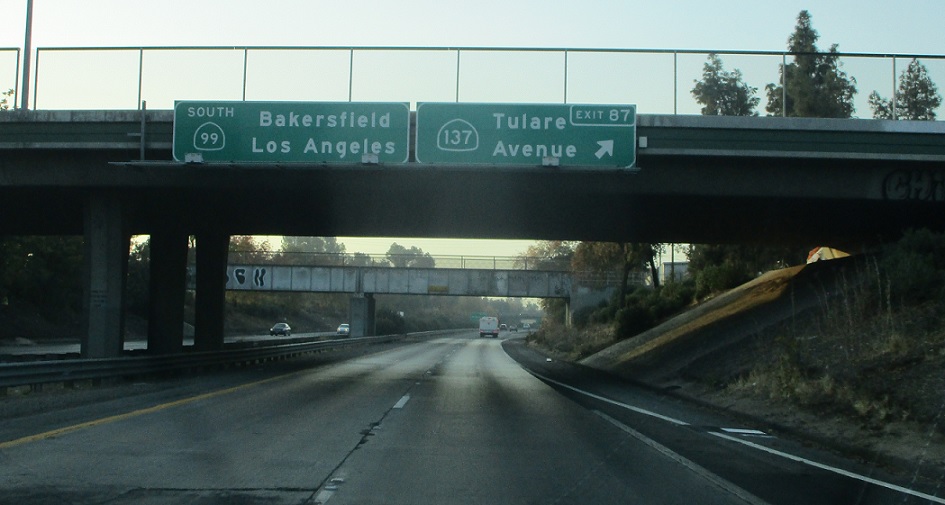 SOUTH
99
Bakersfield
Los Angeles
137
Tulare
Avenue
EXIT 87